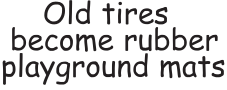 Old tires
become rubber
playground mats